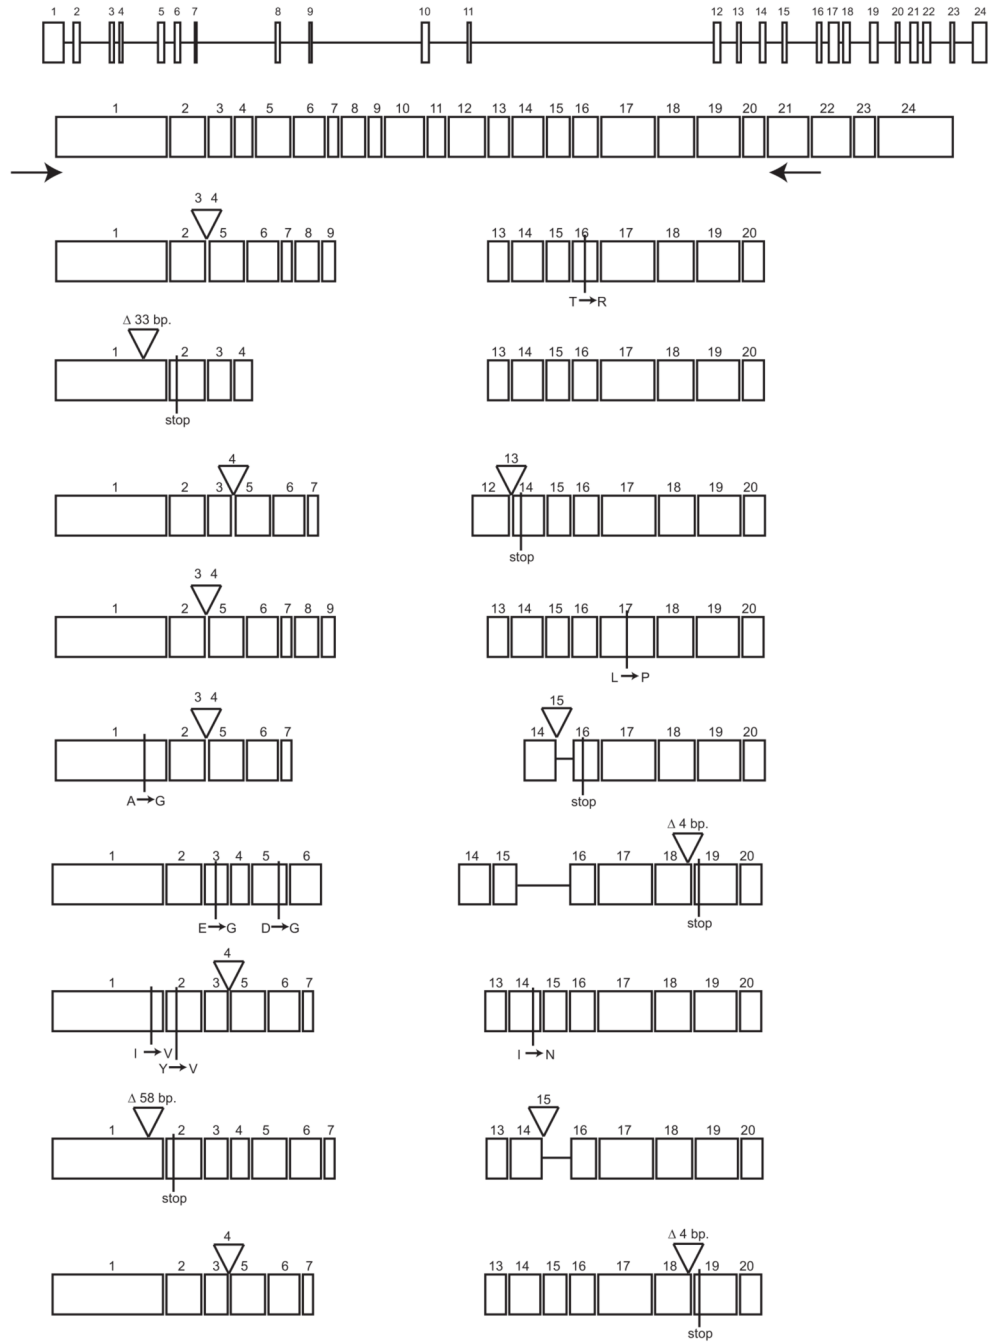 1 2 3 4 5 6 7 8 9 10 11 12 13 14 15 16 17 18 19 20 21 22 23 24
1 2 3 4 5 6 7 8 9 10 11 12 13 14 15 16 17 18 19 20 21 22 23 24
3 4
1 2 5 6 7 8 9 13 14 15 16 17 18 19 20
T R
Δ 33 bp.
1 2 3 4 13 14 15 16 17 18 19 20
stop
4 13
1 2 3 5 6 7 12 14 15 16 17 18 19 20
stop
3 4
1 2 5 6 7 8 9 13 14 15 16 17 18 19 20
L P
3 4 15
1 2 5 6 7 14 16 17 18 19 20
A G stop
Δ 4 bp.
1 2 3 4 5 6 14 15 16 17 18 19 20
E G D G stop
4
1 2 3 5 6 7 13 14 15 16 17 18 19 20
I V I N
Y V
Δ 58 bp. 15
1 2 3 4 5 6 7 13 14 16 17 18 19 20
stop
4 Δ 4 bp.
1 2 3 5 6 7 13 14 15 16 17 18 19 20
stop